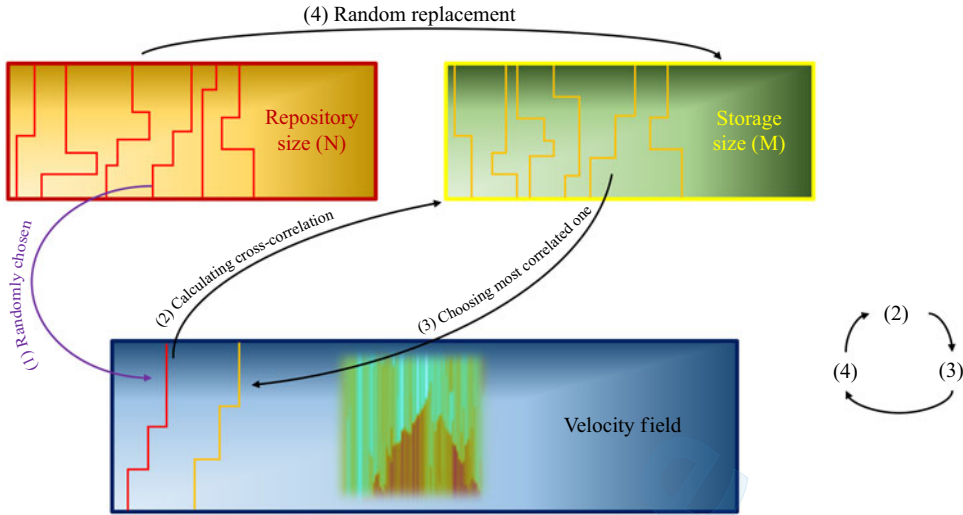 (4) Random replacement
Repository
size (N)
Storage
size (M)
(1) Randomly chosen
(2) Calculating cross-correlation
(3) Choosing most correlated one
Velocity field
(2)
(4)
(3)